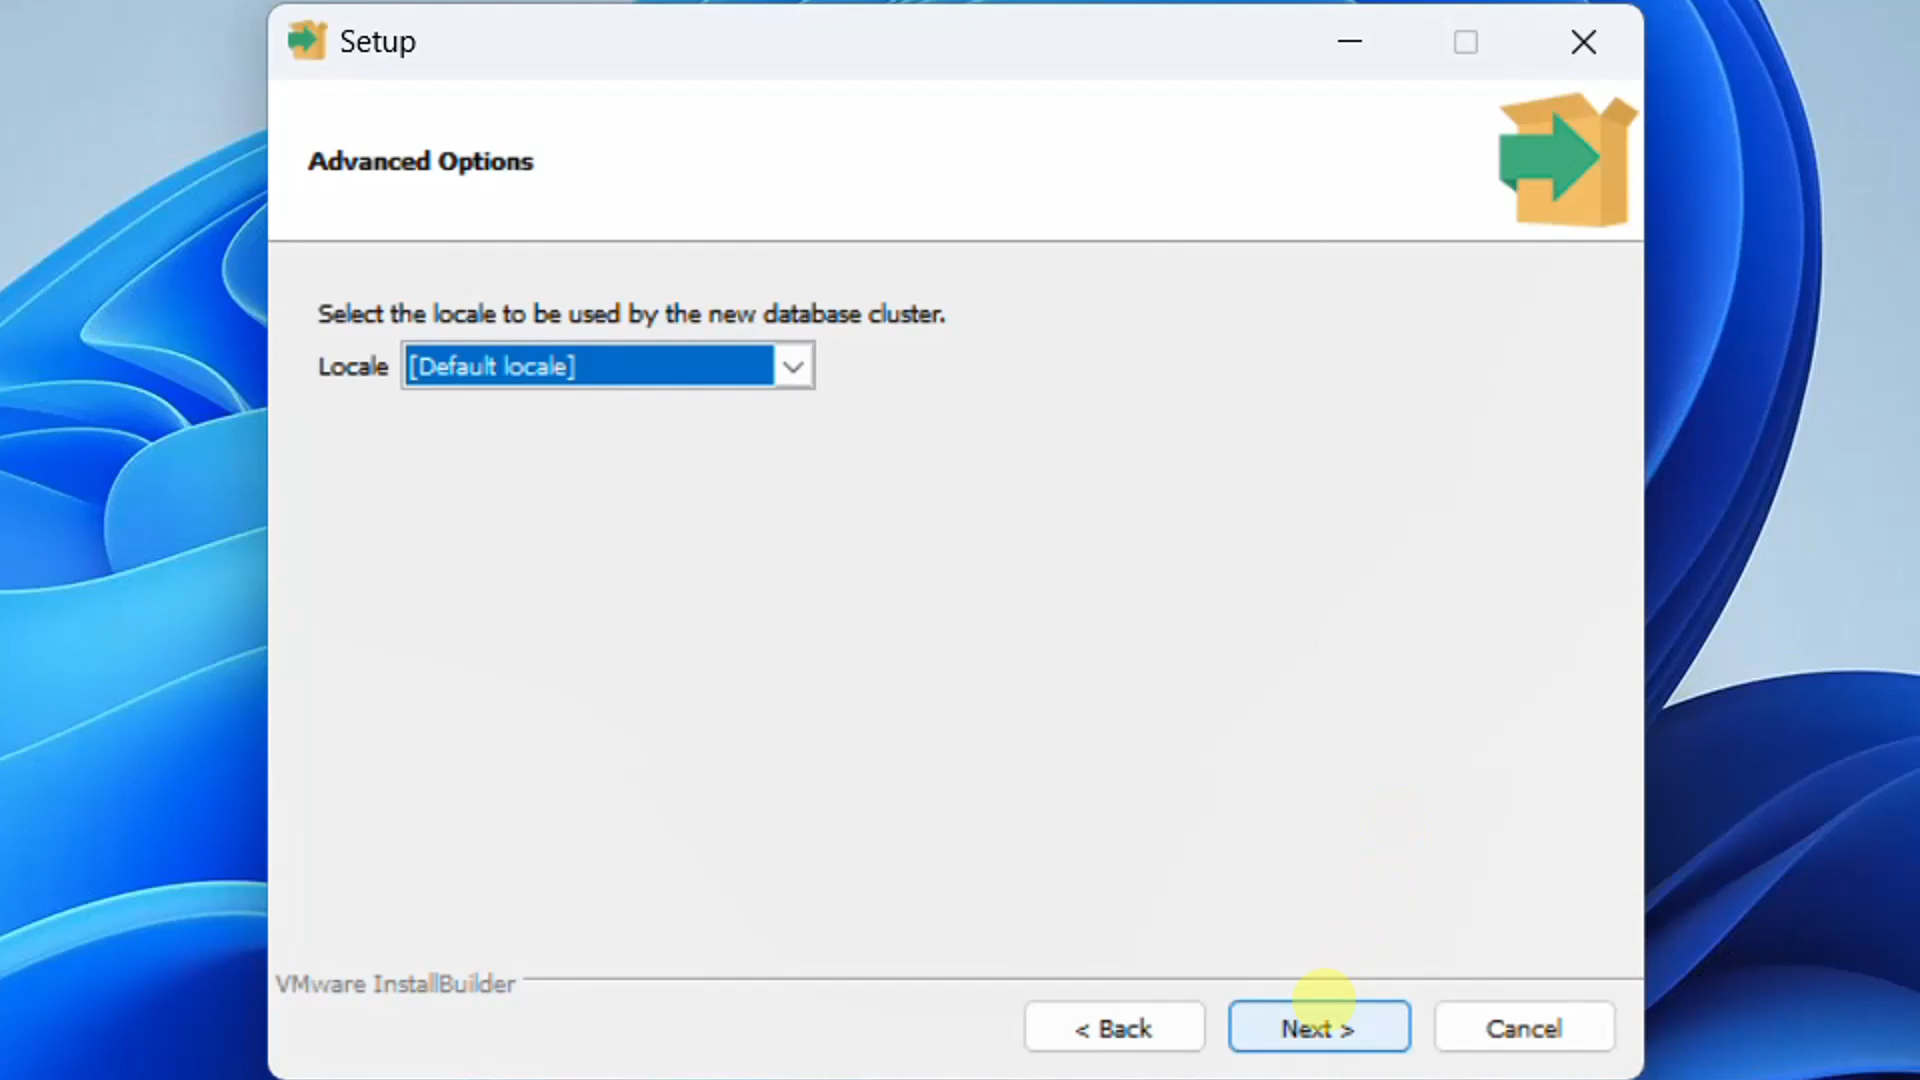 Setup
Advanced Options
Select the locale to be used by the new database cluster.
Locale [Default locale]
VMware InstallBuilder
< Back Next > Cancel